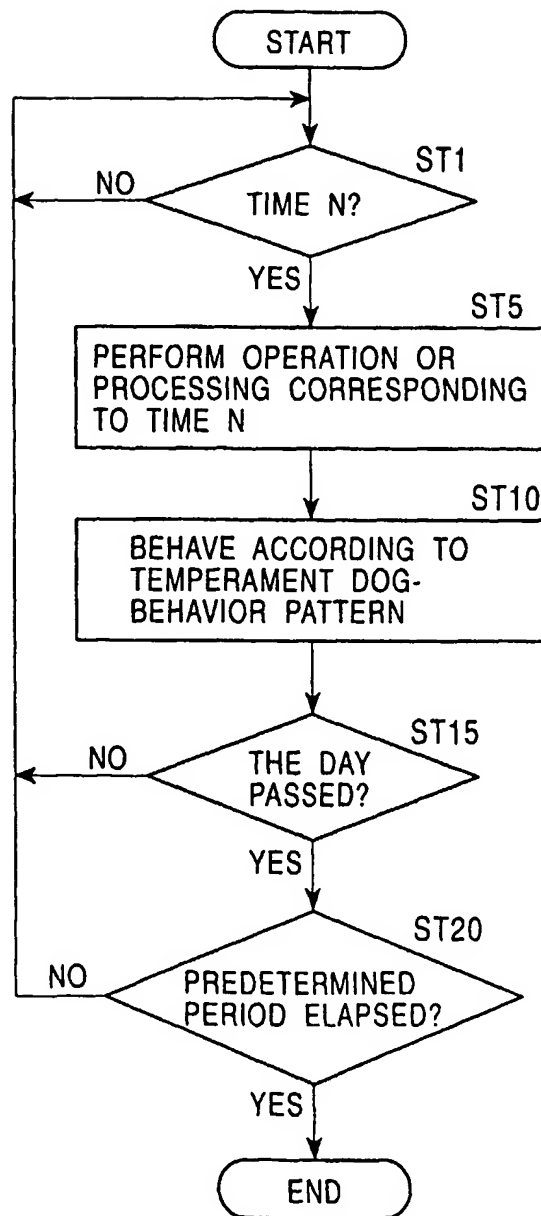 START
ST1
NO
TIME N?
YES
ST5
PERFORM OPERATION OR
PROCESSING CORRESPONDING
TO TIME N
ST10
BEHAVE ACCORDING TO
TEMPERAMENT DOG-
BEHAVIOR PATTERN
ST15
NO
THE DAY
PASSED?
YES
ST20
NO
PREDETERMINED
PERIOD ELAPSED?
YES
END